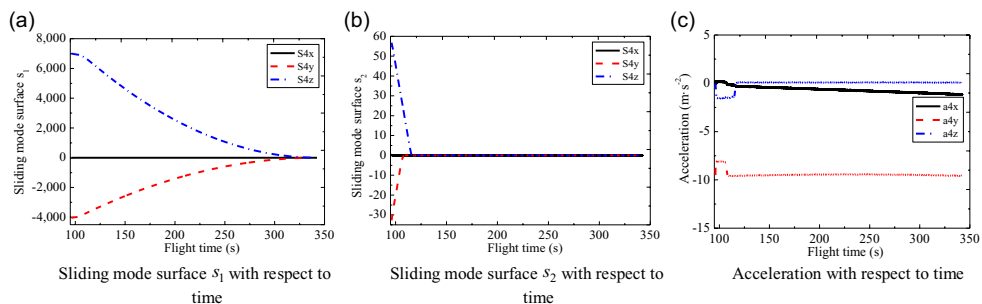 (a)
8,000
6,000
4,000
2,000
0
-2,000
-4,000
Sliding mode surface s1
S4x
S4y
S4z
100 150 200 250 300 350
Flight time (s)
Sliding mode surface s1 with respect to
time
(b)
60
50
40
30
20
10
0
-10
-20
-30
Sliding mode surface s2
S4x
S4y
S4z
100 150 200 250 300 350
Flight time (s)
Sliding mode surface s2 with respect to
time
(c)
5
0
-5
-10
-15
Acceleration (m·s-2)
a4x
a4y
a4z
100 150 200 250 300 350
Flight time (s)
Acceleration with respect to time